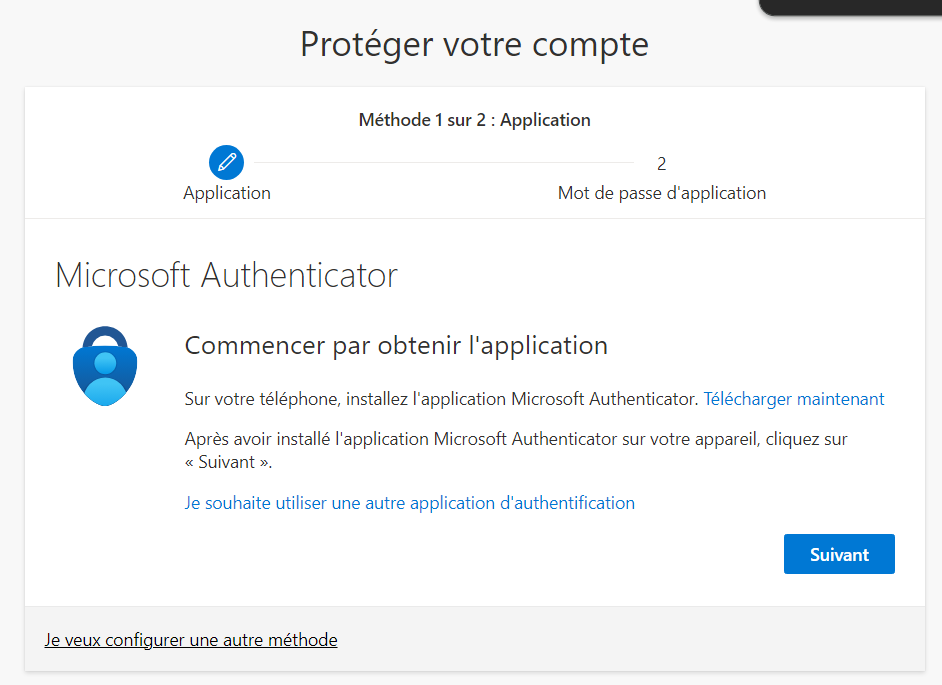 Protéger votre compte
Méthode 1 sur 2 : Application
2
Application
Mot de passe d'application
Microsoft Authenticator
Commencer par obtenir l'application
Sur votre téléphone, installez l'application Microsoft Authenticator. Télécharger maintenant
Après avoir installé l'application Microsoft Authenticator sur votre appareil, cliquez sur
« Suivant ».
Je souhaite utiliser une autre application d'authentification
Suivant
Je veux configurer une autre méthode